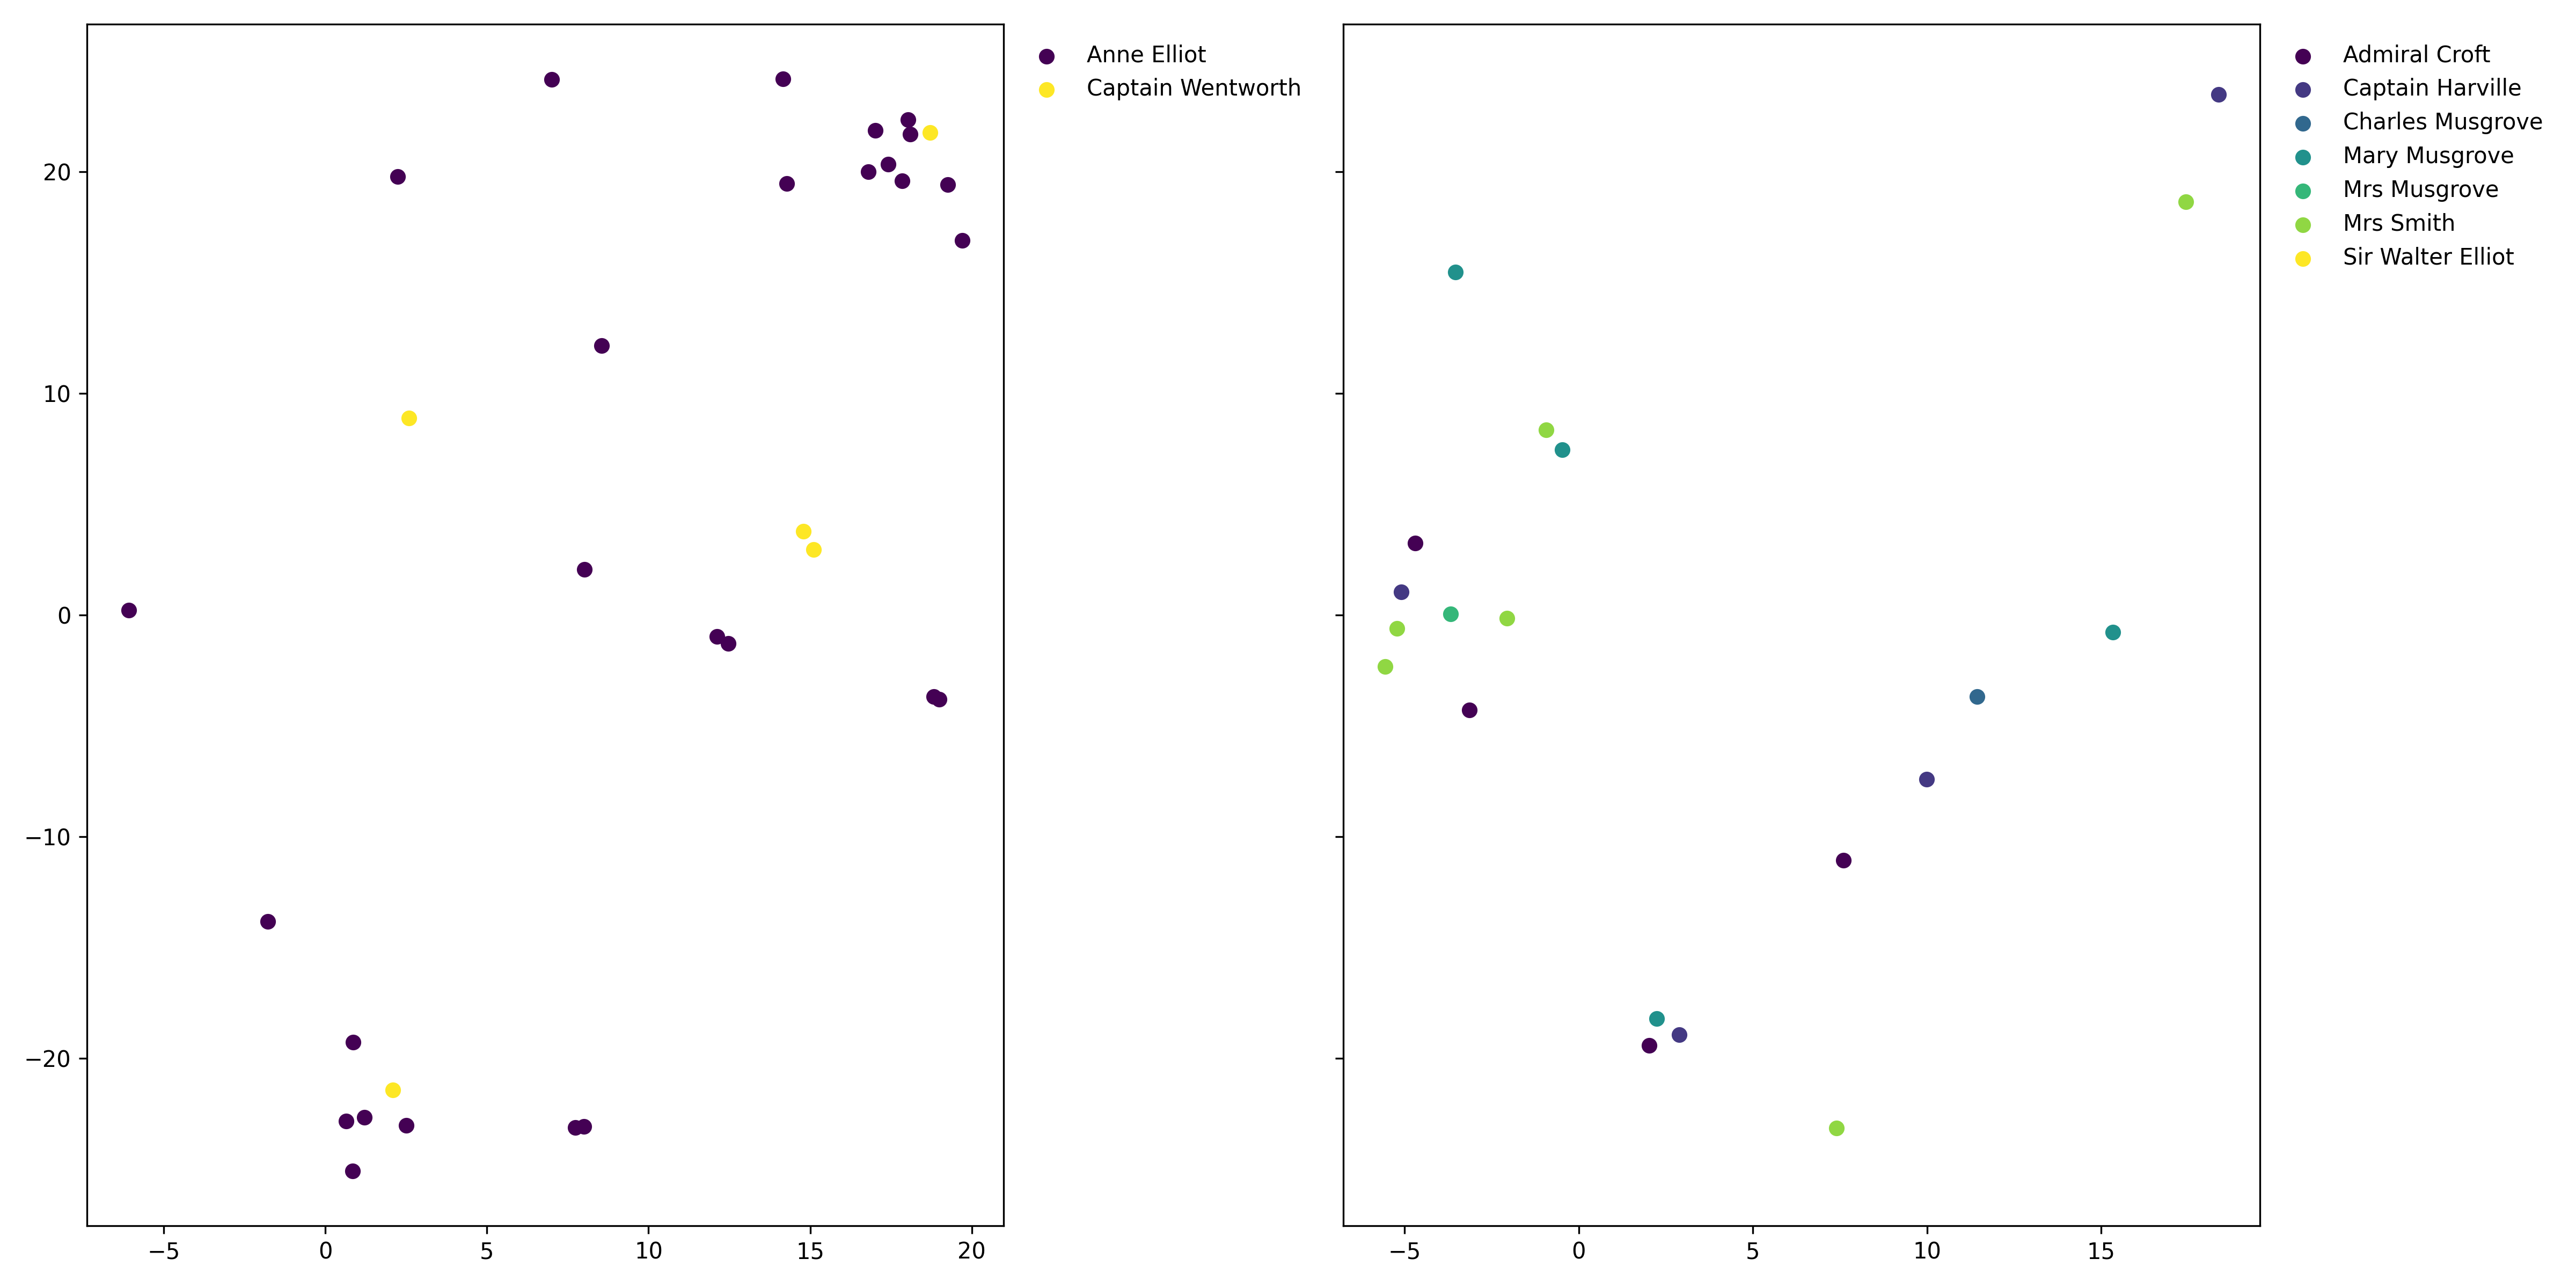 Anne Elliot
Captain Wentworth
20
10
0
−10
−20
−5
0
5
10
15
20
Admiral Croft
Captain Harville
Charles Musgrove
Mary Musgrove
Mrs Musgrove
Mrs Smith
Sir Walter Elliot
−5
0
5
10
15